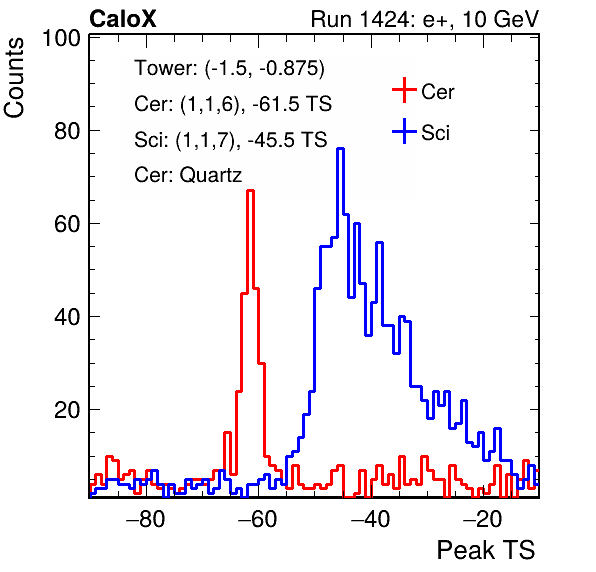 CaloX Run 1424: e+, 10 GeV
Counts
100
80
60
40
20
Tower: (-1.5, -0.875)
Cer: (1,1,6), -61.5 TS
Sci: (1,1,7), -45.5 TS
Cer: Quartz
Cer
Sci
−80 −60 −40 −20
Peak TS